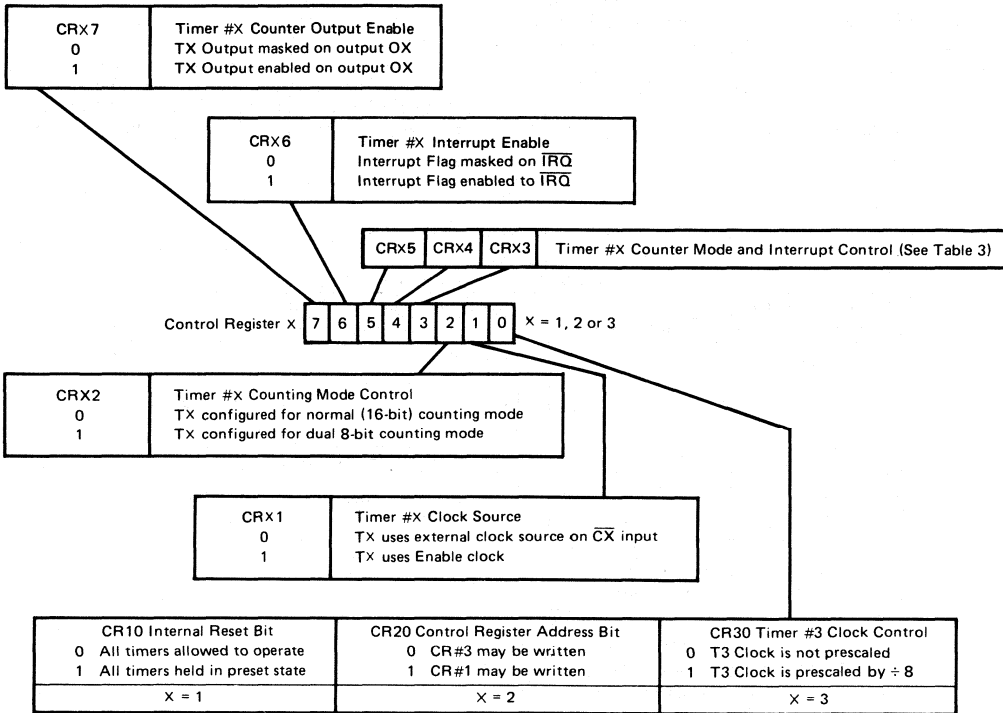 CRX7 Timer #X Counter Output Enable
0 TX Output masked on output OX
1 TX Output enabled on output OX
CRX6 Timer #X Interrupt Enable
0 Interrupt Flag masked on I̅R̅Q̅
1 Interrupt Flag enabled to I̅R̅Q̅
CRX5 CRX4 CRX3 Timer #X Counter Mode and Interrupt Control (See Table 3)
Control Register X 7 6 5 4 3 2 1 0 X = 1, 2 or 3
CRX2 Timer #X Counting Mode Control
0 TX configured for normal (16-bit) counting mode
1 TX configured for dual 8-bit counting mode
CRX1 Timer #X Clock Source
0 TX uses external clock source on C̅X̅ input
1 TX uses Enable clock
CR10 Internal Reset Bit
0 All timers allowed to operate
1 All timers held in preset state
X = 1
CR20 Control Register Address Bit
0 CR#3 may be written
1 CR#1 may be written
X = 2
CR30 Timer #3 Clock Control
0 T3 Clock is not prescaled
1 T3 Clock is prescaled by ÷ 8
X = 3